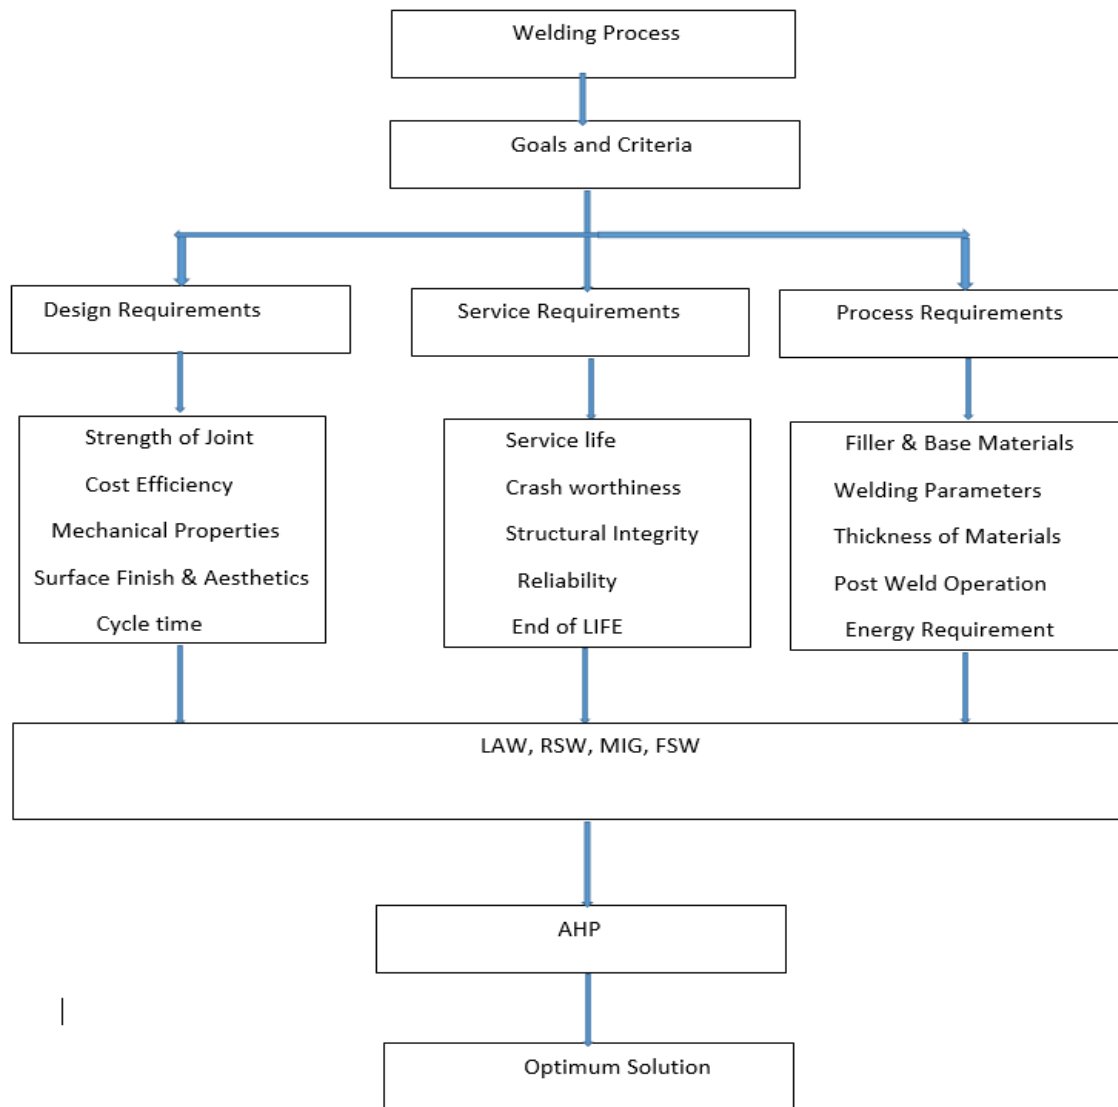 Welding Process
Goals and Criteria
Design Requirements
Service Requirements
Process Requirements
Strength of Joint
Cost Efficiency
Mechanical Properties
Surface Finish & Aesthetics
Cycle time
Service life
Crash worthiness
Structural Integrity
Reliability
End of LIFE
Filler & Base Materials
Welding Parameters
Thickness of Materials
Post Weld Operation
Energy Requirement
LAW, RSW, MIG, FSW
AHP
Optimum Solution